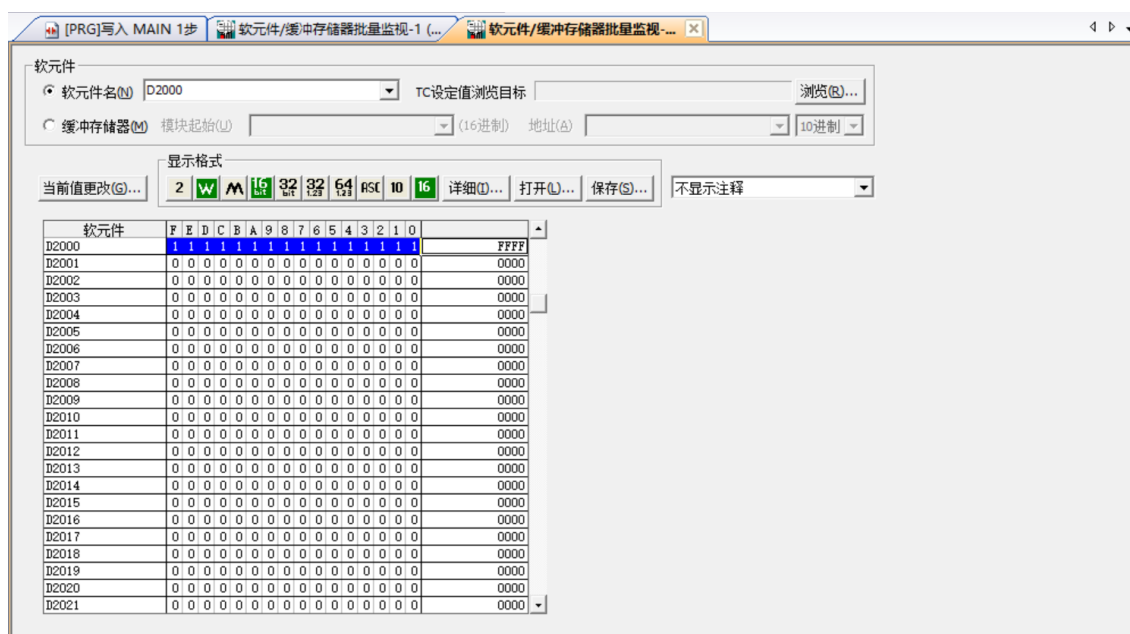 [PRG]写入 MAIN 1步 软元件/缓冲存储器批量监视-1 (... 软元件/缓冲存储器批量监视-...
软元件
软元件名(N) D2000 TC设定值浏览目标 浏览(R)...
缓冲存储器(M) 模块起始(U) (16进制) 地址(A) 10进制
显示格式
当前值更改(G)... 2 W M 16bit 32bit 32 1.23 64 1.23 ASC 10 16 详细(I)... 打开(L)... 保存(S)... 不显示注释
软元件 F E D C B A 9 8 7 6 5 4 3 2 1 0
D2000 1 1 1 1 1 1 1 1 1 1 1 1 1 1 1 1 FFFF
D2001 0 0 0 0 0 0 0 0 0 0 0 0 0 0 0 0 0000
D2002 0 0 0 0 0 0 0 0 0 0 0 0 0 0 0 0 0000
D2003 0 0 0 0 0 0 0 0 0 0 0 0 0 0 0 0 0000
D2004 0 0 0 0 0 0 0 0 0 0 0 0 0 0 0 0 0000
D2005 0 0 0 0 0 0 0 0 0 0 0 0 0 0 0 0 0000
D2006 0 0 0 0 0 0 0 0 0 0 0 0 0 0 0 0 0000
D2007 0 0 0 0 0 0 0 0 0 0 0 0 0 0 0 0 0000
D2008 0 0 0 0 0 0 0 0 0 0 0 0 0 0 0 0 0000
D2009 0 0 0 0 0 0 0 0 0 0 0 0 0 0 0 0 0000
D2010 0 0 0 0 0 0 0 0 0 0 0 0 0 0 0 0 0000
D2011 0 0 0 0 0 0 0 0 0 0 0 0 0 0 0 0 0000
D2012 0 0 0 0 0 0 0 0 0 0 0 0 0 0 0 0 0000
D2013 0 0 0 0 0 0 0 0 0 0 0 0 0 0 0 0 0000
D2014 0 0 0 0 0 0 0 0 0 0 0 0 0 0 0 0 0000
D2015 0 0 0 0 0 0 0 0 0 0 0 0 0 0 0 0 0000
D2016 0 0 0 0 0 0 0 0 0 0 0 0 0 0 0 0 0000
D2017 0 0 0 0 0 0 0 0 0 0 0 0 0 0 0 0 0000
D2018 0 0 0 0 0 0 0 0 0 0 0 0 0 0 0 0 0000
D2019 0 0 0 0 0 0 0 0 0 0 0 0 0 0 0 0 0000
D2020 0 0 0 0 0 0 0 0 0 0 0 0 0 0 0 0 0000
D2021 0 0 0 0 0 0 0 0 0 0 0 0 0 0 0 0 0000